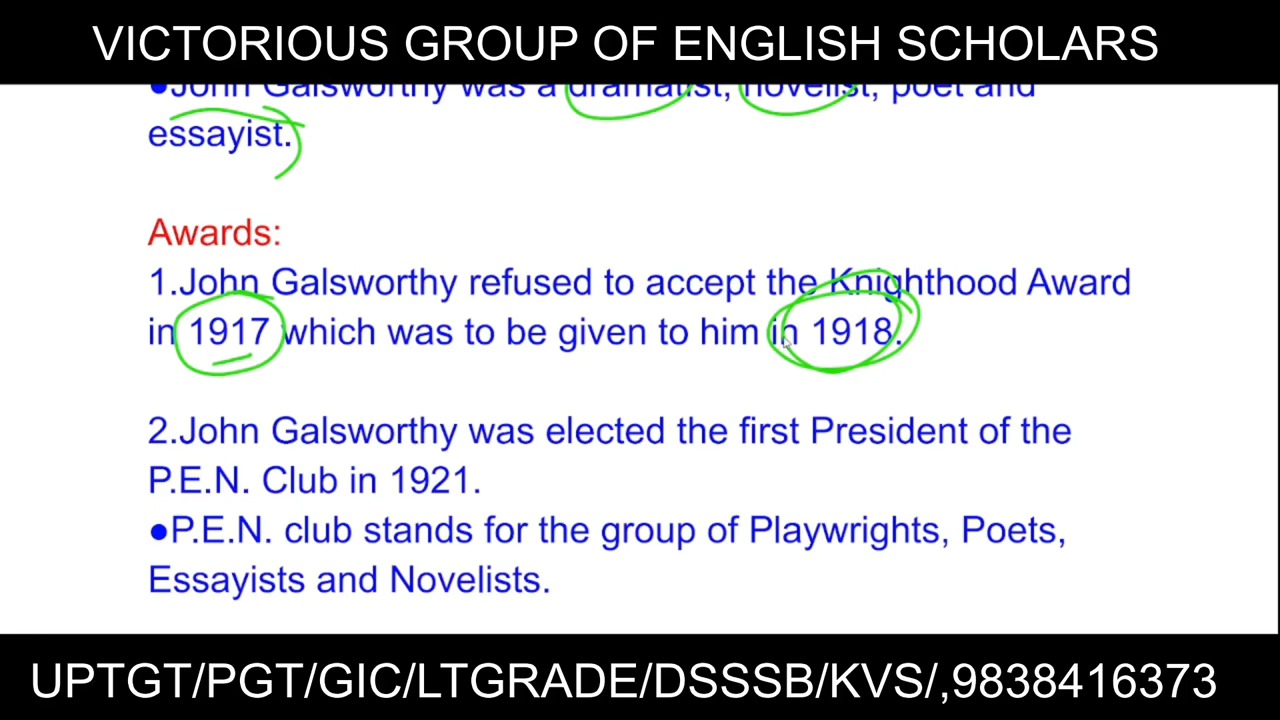 VICTORIOUS GROUP OF ENGLISH SCHOLARS
●John Galsworthy was a dramatist, novelist, poet and
essayist.
Awards:
1.John Galsworthy refused to accept the Knighthood Award
in 1917 which was to be given to him in 1918.
2.John Galsworthy was elected the first President of the
P.E.N. Club in 1921.
●P.E.N. club stands for the group of Playwrights, Poets,
Essayists and Novelists.
UPTGT/PGT/GIC/LTGRADE/DSSSB/KVS/,9838416373